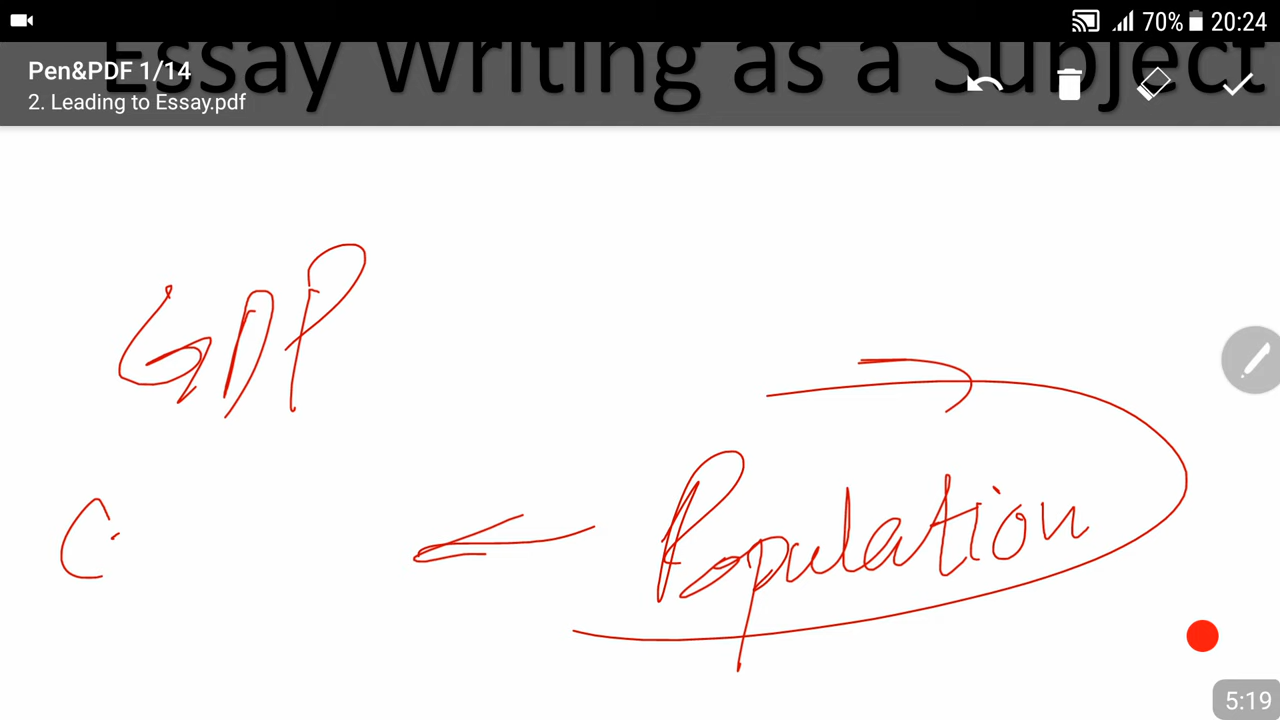 70% 20:24
Essay Writing as a Subject
Pen&PDF 1/14
2. Leading to Essay.pdf
GDP
C
Population
5:19